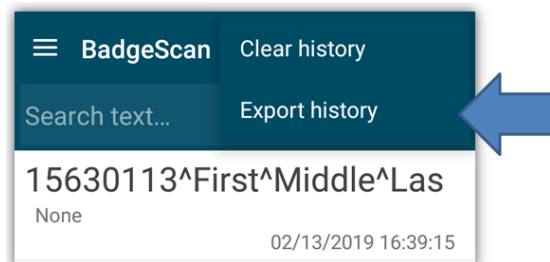 BadgeScan
Clear history
Search text...
Export history
15630113^First^Middle^Las
None
02/13/2019 16:39:15